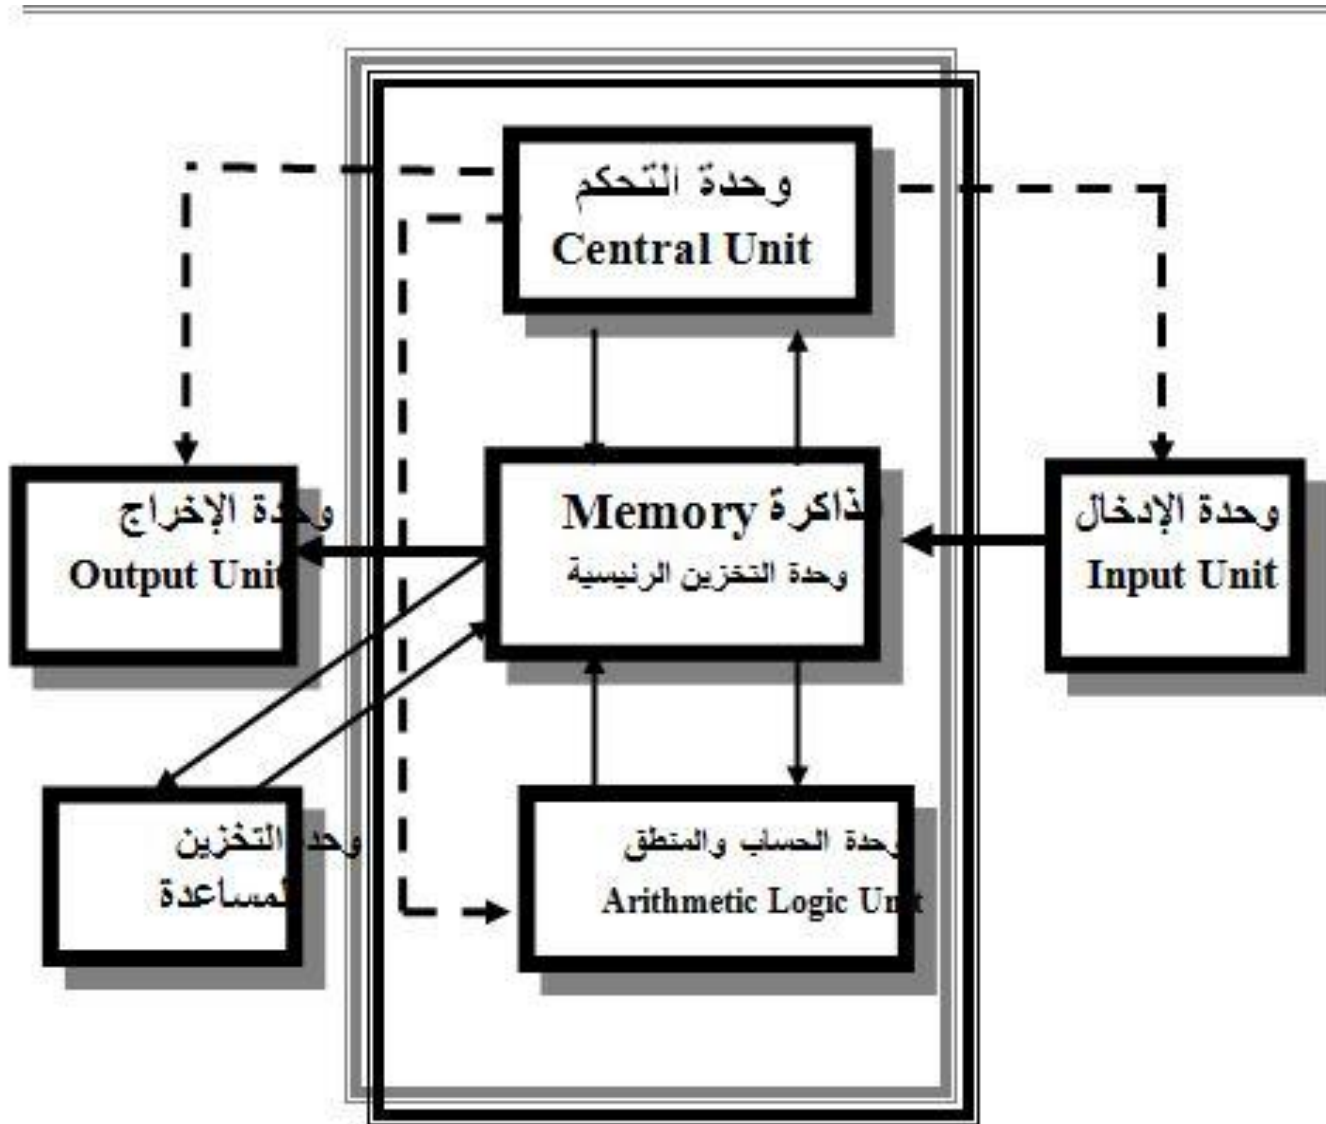 وحدة التحكم
Central Unit
وحدة الإدخال
Input Unit
الذاكرة Memory
وحدة التخزين الرئيسية
وحدة الإخراج
Output Unit
وحدة الحساب والمنطق
Arithmetic Logic Unit
وحدة التخزين
المساعدة